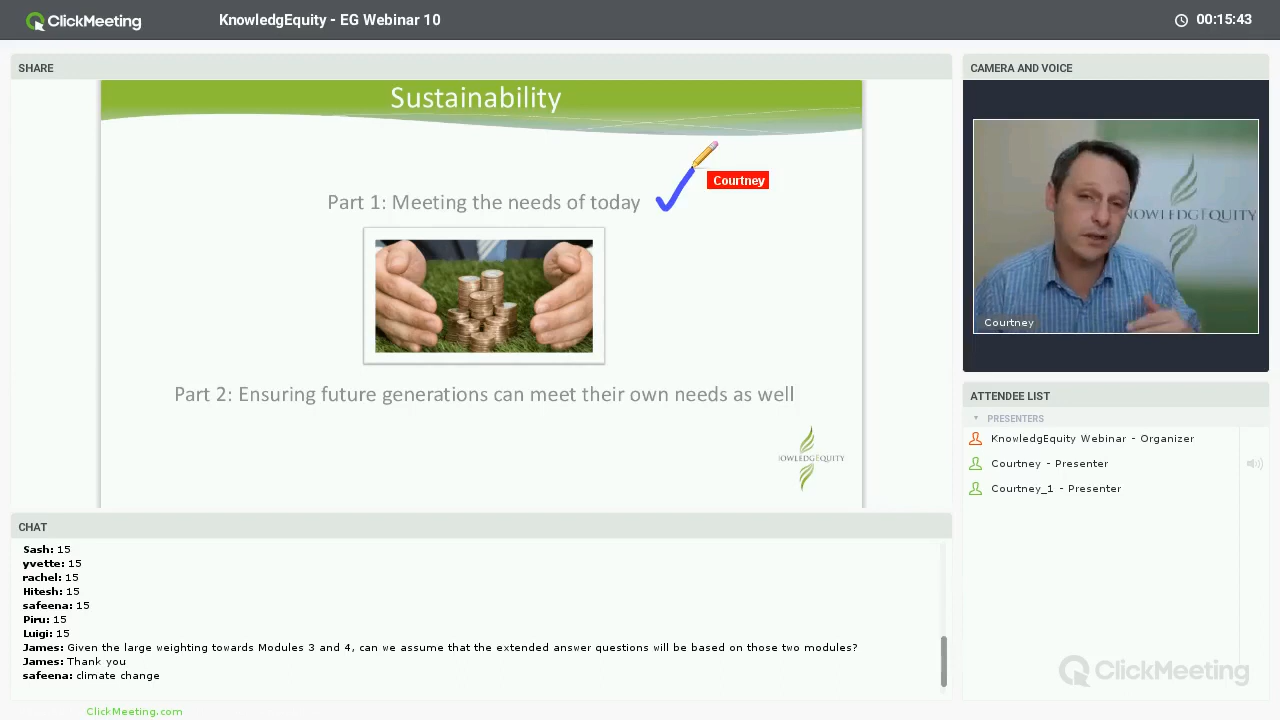 ClickMeeting
KnowledgEquity - EG Webinar 10
00:15:43
SHARE
Sustainability
Courtney
Part 1: Meeting the needs of today
Part 2: Ensuring future generations can meet their own needs as well
NOWLEDGEQUITY
CAMERA AND VOICE
NOWLEDGEQUITY
Courtney
ATTENDEE LIST
PRESENTERS
KnowledgEquity Webinar - Organizer
Courtney - Presenter
Courtney_1 - Presenter
CHAT
Sash: 15
yvette: 15
rachel: 15
Hitesh: 15
safeena: 15
Piru: 15
Luigi: 15
James: Given the large weighting towards Modules 3 and 4, can we assume that the extended answer questions will be based on those two modules?
James: Thank you
safeena: climate change
ClickMeeting
ClickMeeting.com